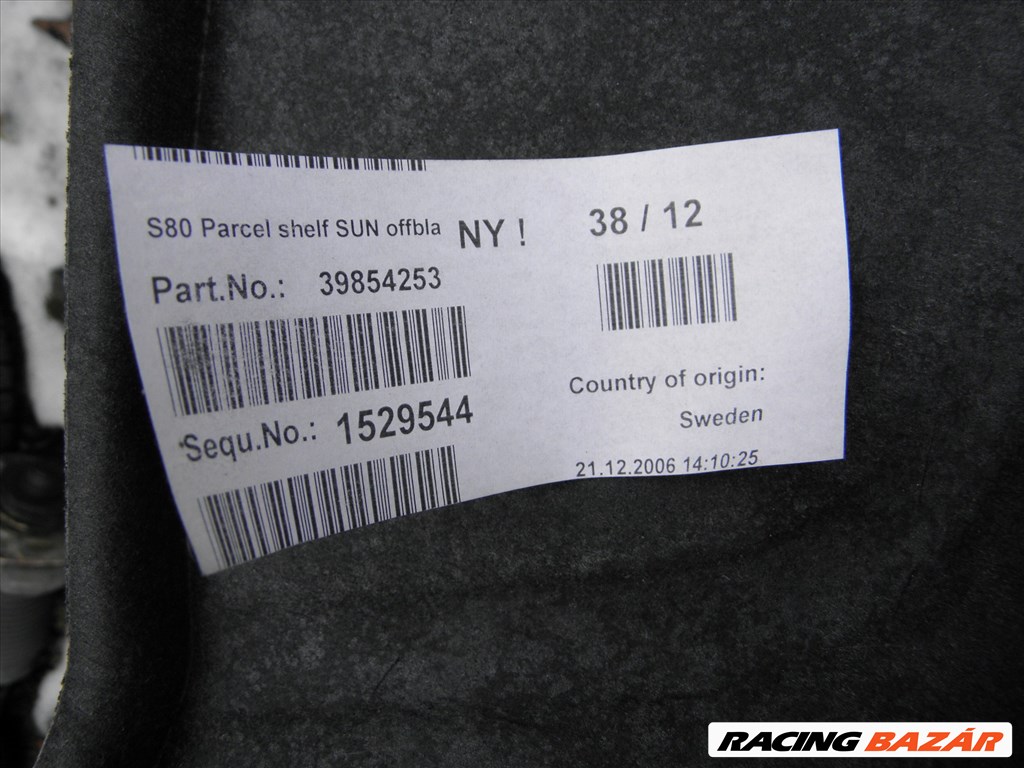 S80 Parcel shelf SUN offbla NY ! 38 / 12
Part.No.: 39854253
Sequ.No.: 1529544
Country of origin:
Sweden
21.12.2006 14:10:25
RACING BAZÁR